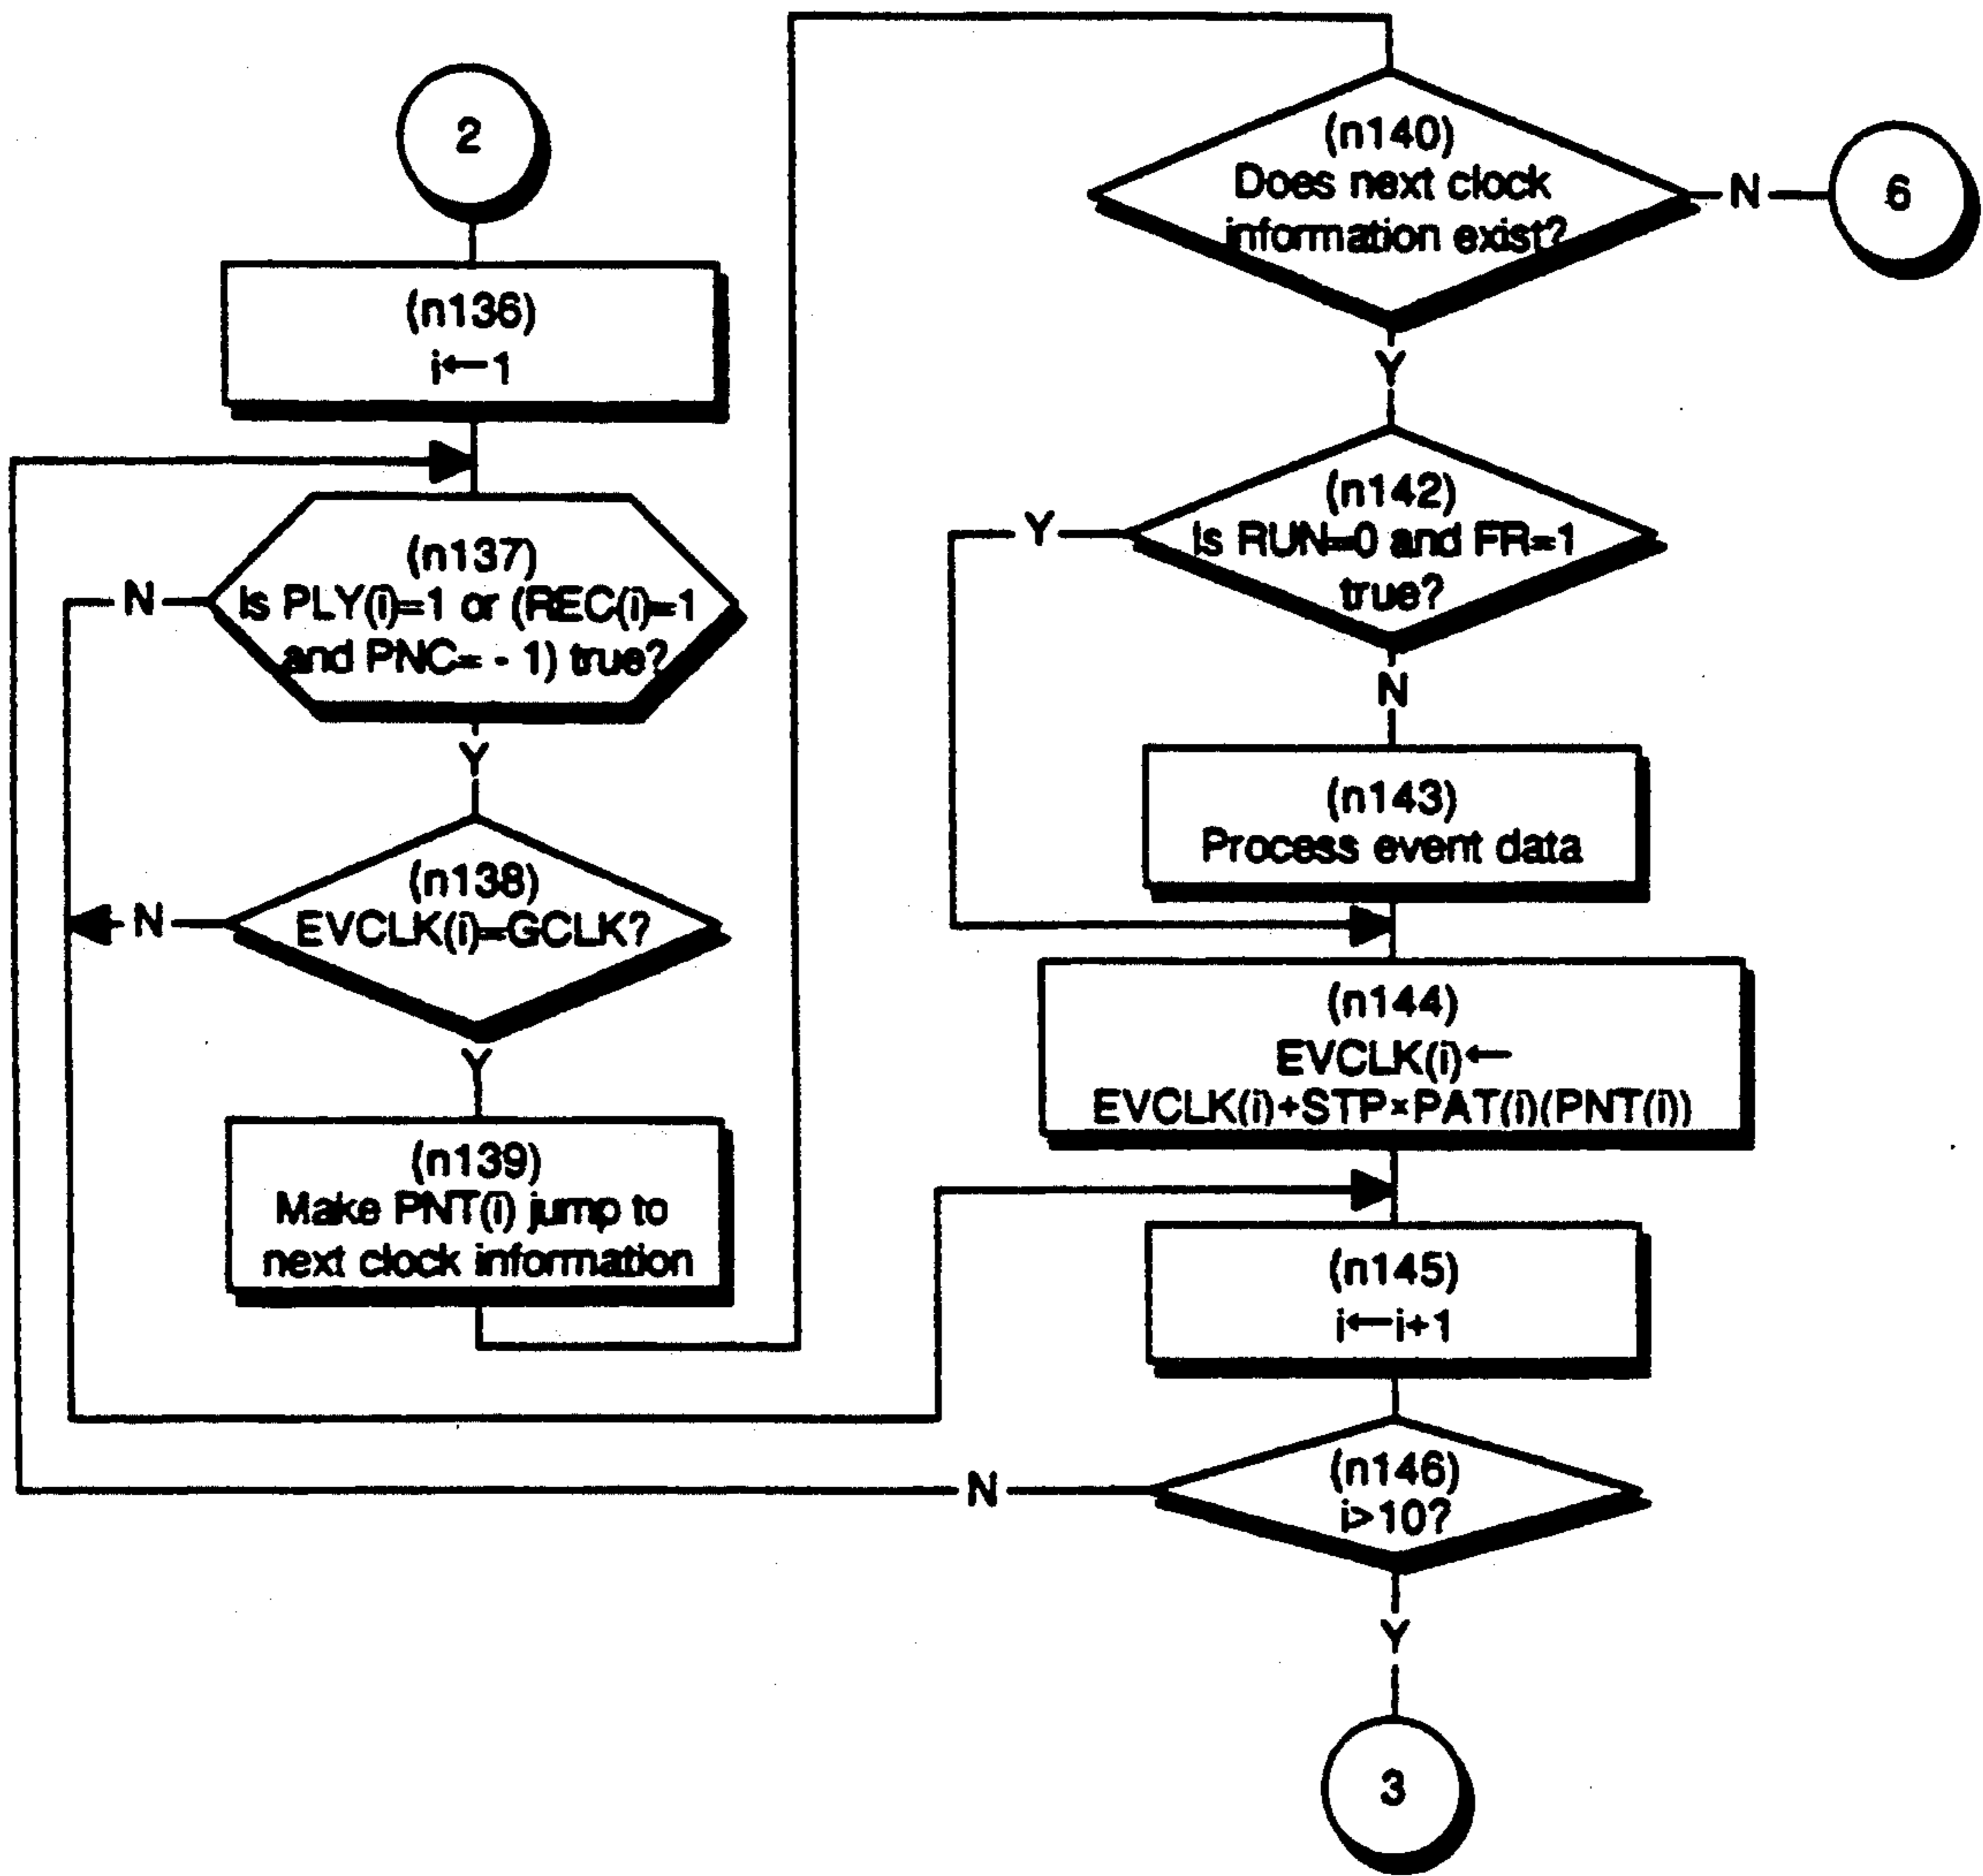 2
(n136)
i←1
(n137)
Is PLY(i)=1 or (REC(i)=1
and PNC= - 1) true?
N
Y
(n138)
EVCLK(i)=GCLK?
N
Y
(n139)
Make PNT(i) jump to
next clock information
(n140)
Does next clock
information exist?
N
6
Y
(n142)
Is RUN=0 and FR=1
true?
Y
N
(n143)
Process event data
(n144)
EVCLK(i)←
EVCLK(i)+STP×PAT(i)(PNT(i))
(n145)
i←i+1
(n146)
i>10?
N
Y
3